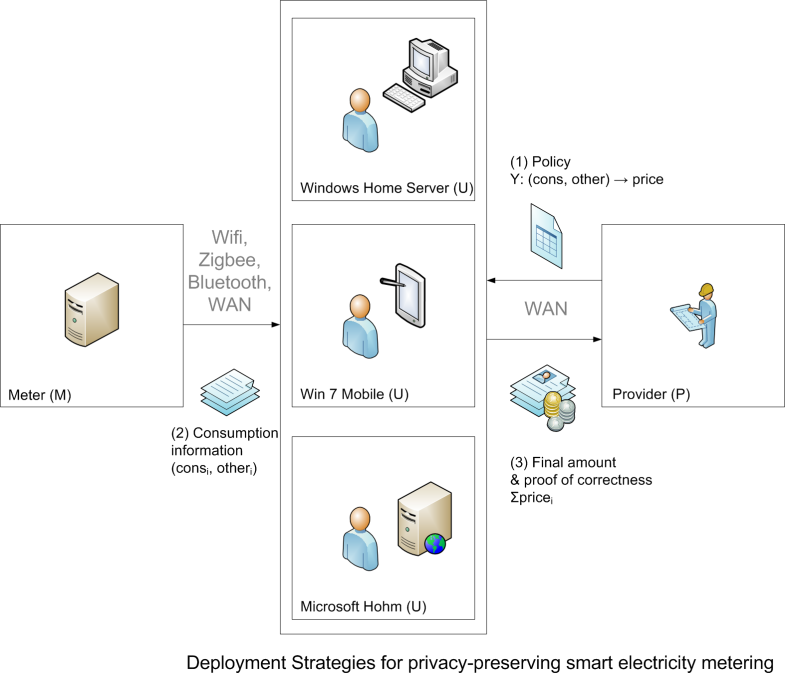 Windows Home Server (U)
(1) Policy
Y: (cons, other) → price
Wifi,
Zigbee,
Bluetooth,
WAN
WAN
Meter (M)
Win 7 Mobile (U)
Provider (P)
(2) Consumption
information
(consᵢ, otherᵢ)
(3) Final amount
& proof of correctness
Σpriceᵢ
Microsoft Hohm (U)
Deployment Strategies for privacy-preserving smart electricity metering